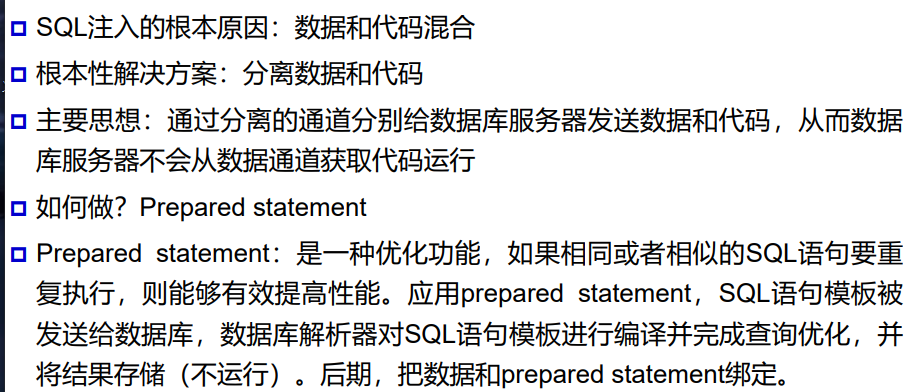 SQL注入的根本原因：数据和代码混合
根本性解决方案：分离数据和代码
主要思想：通过分离的通道分别给数据库服务器发送数据和代码，从而数据
库服务器不会从数据通道获取代码运行
如何做？Prepared statement
Prepared statement：是一种优化功能，如果相同或者相似的SQL语句要重
复执行，则能够有效提高性能。应用prepared statement，SQL语句模板被
发送给数据库，数据库解析器对SQL语句模板进行编译并完成查询优化，并
将结果存储（不运行）。后期，把数据和prepared statement绑定。